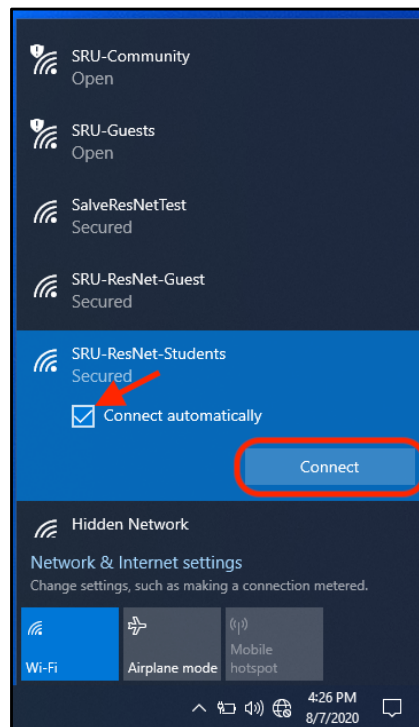 SRU-Community
Open
SRU-Guests
Open
SalveResNetTest
Secured
SRU-ResNet-Guest
Secured
SRU-ResNet-Students
Secured
Connect automatically
Connect
Hidden Network
Network & Internet settings
Change settings, such as making a connection metered.
Wi-Fi
Airplane mode
Mobile
hotspot
4:26 PM
8/7/2020